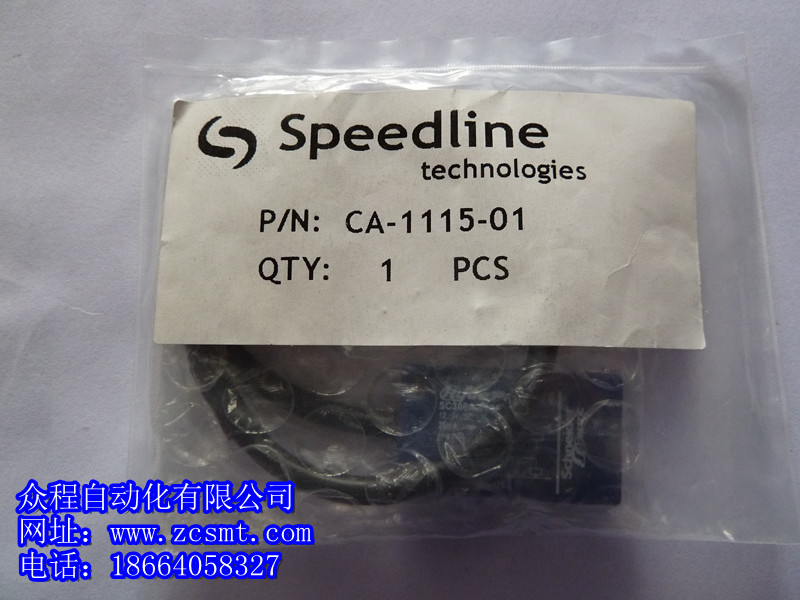 Speedline
technologies
P/N: CA-1115-01
QTY: 1 PCS
众程自动化有限公司
网址：www.zcsmt.com
电话：18664058327